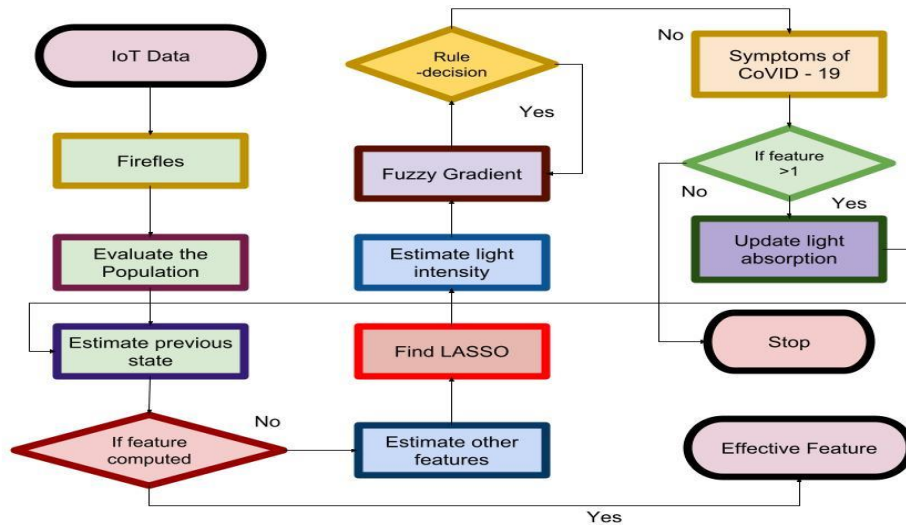 IoT Data
Firefles
Evaluate the
Population
Estimate previous
state
If feature
computed
No
Yes
Estimate other
features
Find LASSO
Estimate light
intensity
Fuzzy Gradient
Rule
-decision
Yes
No
Symptoms of
CoVID - 19
If feature
>1
No
Yes
Update light
absorption
Stop
Effective Feature